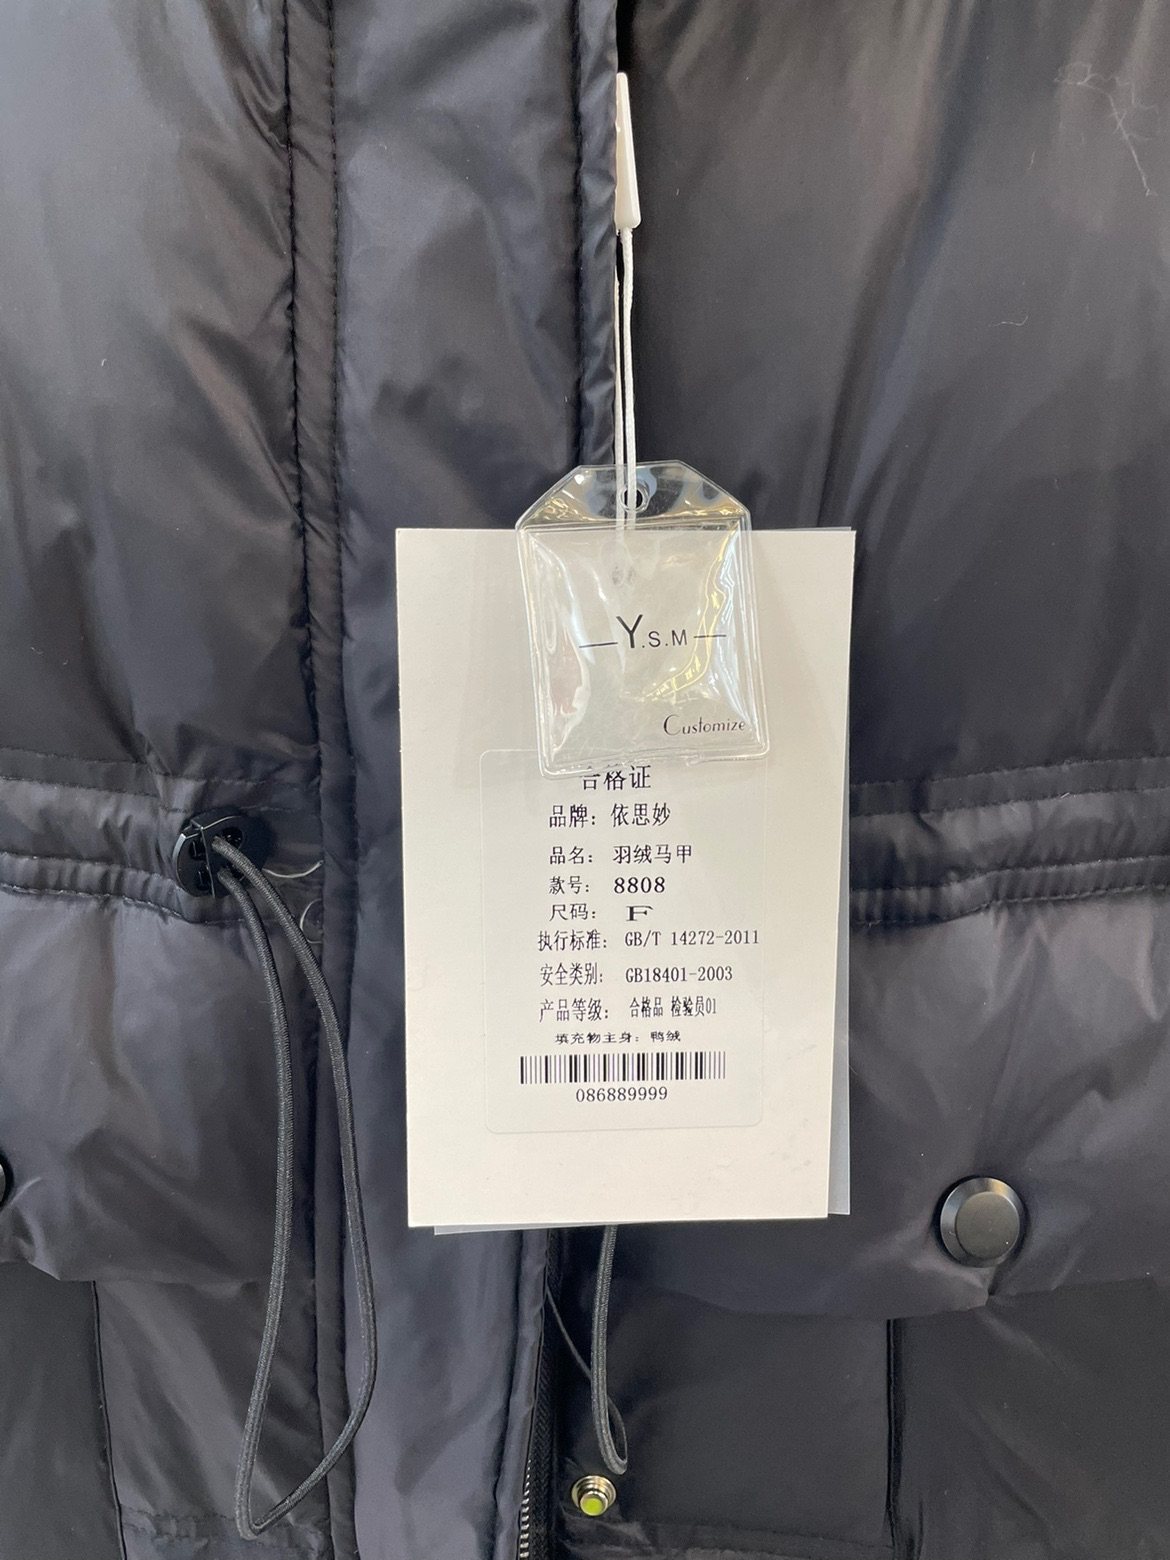 Y.S.M
Customize
合格证
品牌：依思妙
品名：羽绒马甲
款号：8808
尺码：F
执行标准：GB/T 14272-2011
安全类别：GB18401-2003
产品等级：合格品 检验员01
填充物主身：鸭绒
086889999